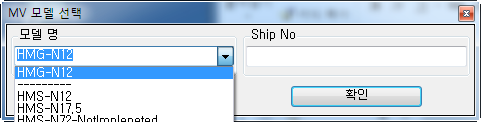 MV 모델 선택
모델 명
Ship No
HMG-N12
HMG-N12
----------
HMS-N12
HMS-N17,5
HMS-N72-NotImpleneted
확인